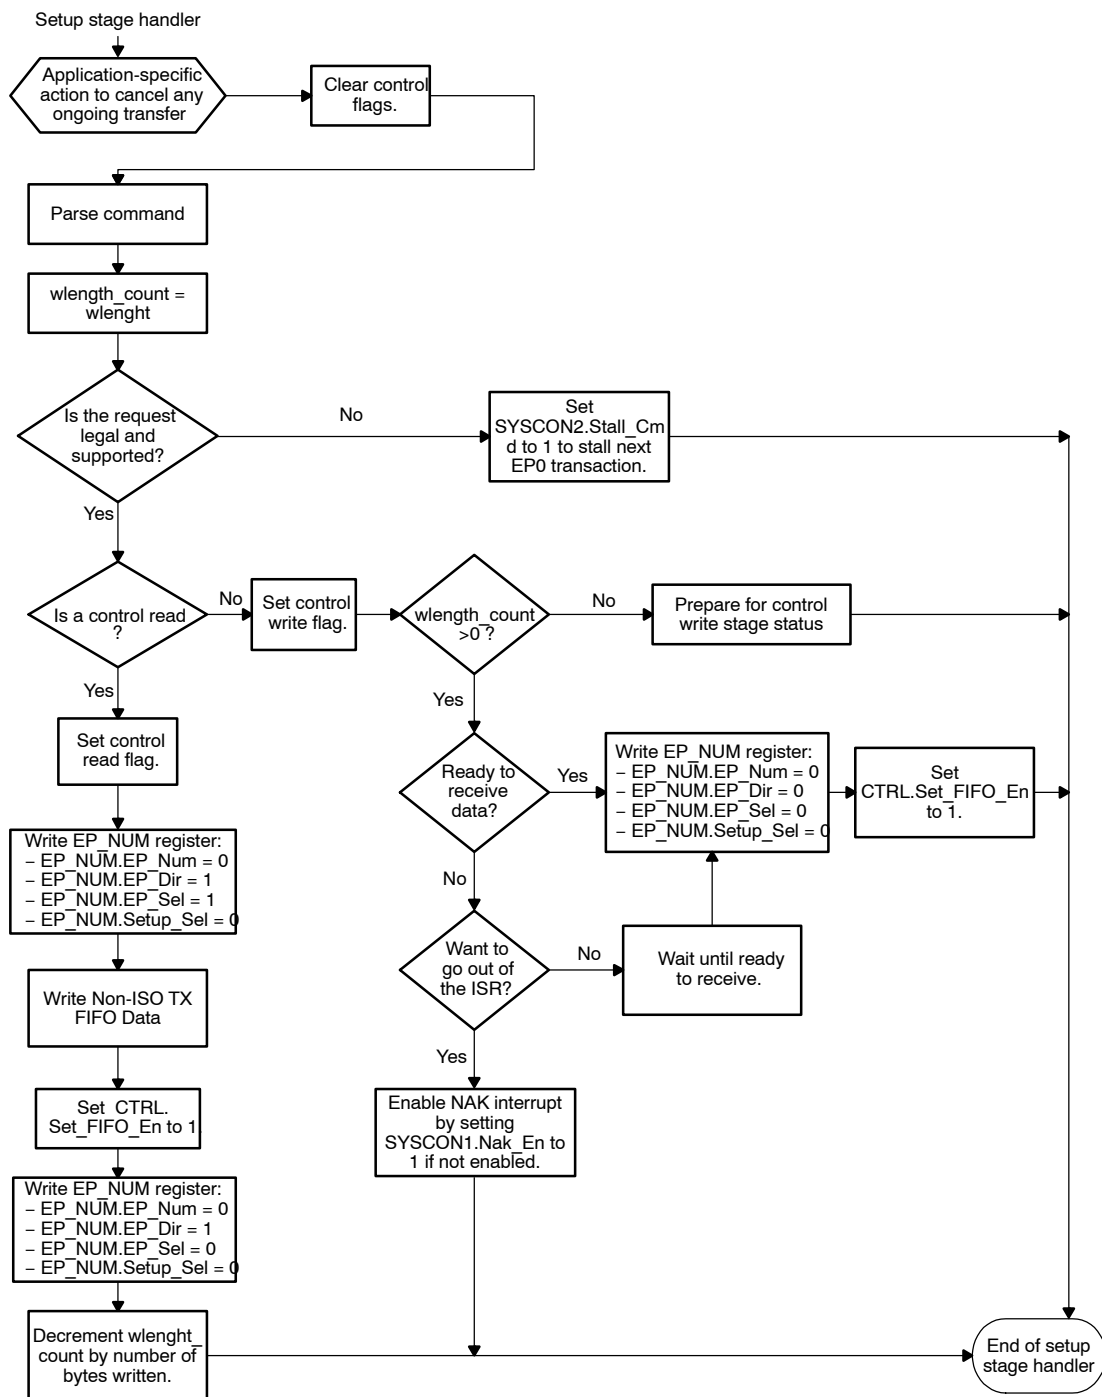 Setup stage handler
Application-specific
action to cancel any
ongoing transfer
Clear control
flags.
Parse command
wlength_count =
wlenght
Is the request
legal and
supported?
No
Set
SYSCON2.Stall_Cm
d to 1 to stall next
EP0 transaction.
Yes
Is a control read
?
No
Set control
write flag.
wlength_count
>0 ?
No
Prepare for control
write stage status
Yes
Set control
read flag.
Yes
Ready to
receive
data?
Yes
Write EP_NUM register:
– EP_NUM.EP_Num = 0
– EP_NUM.EP_Dir = 0
– EP_NUM.EP_Sel = 0
– EP_NUM.Setup_Sel = 0
Set
CTRL.Set_FIFO_En
to 1.
Write EP_NUM register:
– EP_NUM.EP_Num = 0
– EP_NUM.EP_Dir = 1
– EP_NUM.EP_Sel = 1
– EP_NUM.Setup_Sel = 0
No
Want to
go out of
the ISR?
No
Wait until ready
to receive.
Write Non-ISO TX
FIFO Data
Yes
Set CTRL.
Set_FIFO_En to 1.
Enable NAK interrupt
by setting
SYSCON1.Nak_En to
1 if not enabled.
Write EP_NUM register:
– EP_NUM.EP_Num = 0
– EP_NUM.EP_Dir = 1
– EP_NUM.EP_Sel = 0
– EP_NUM.Setup_Sel = 0
Decrement wlenght_
count by number of
bytes written.
End of setup
stage handler